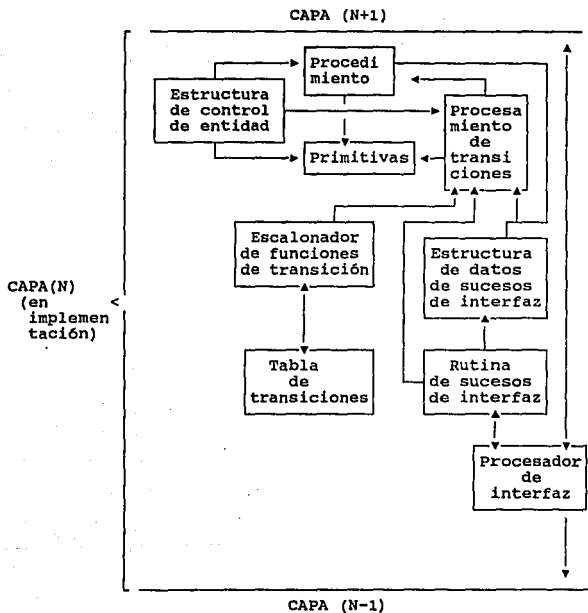 CAPA (N+1)
Procedi
miento
Estructura
de control
de entidad
Procesa
miento
de
transi
ciones
Primitivas
Escalonador
de funciones
de transición
Estructura
de datos
de sucesos
de interfaz
CAPA(N)
(en
implemen
tación)
<
Tabla
de
transiciones
Rutina
de sucesos
de interfaz
Procesador
de
interfaz
CAPA (N-1)